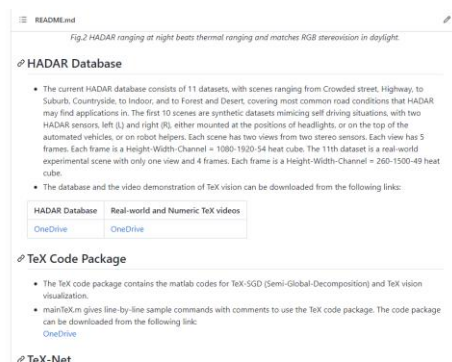 README.md
Fig.2 HADAR ranging at night beats thermal ranging and matches RGB stereovision in daylight.
HADAR Database
The current HADAR database consists of 11 datasets, with scenes ranging from Crowded street, Highway, to
Suburb, Countryside, to Indoor, and to Forest and Desert, covering most common road conditions that HADAR
may find applications in. The first 10 scenes are synthetic datasets mimicing self driving situations, with two
HADAR sensors, left (L) and right (R), either mounted at the positions of headlights, or on the top of the
automated vehicles, or on robot helpers. Each scene has two views from two stereo sensors. Each view has 5
frames. Each frame is a Height-Width-Channel = 1080-1920-54 heat cube. The 11th dataset is a real-world
experimental scene with only one view and 4 frames. Each frame is a Height-Width-Channel = 260-1500-49 heat
cube.
The database and the video demonstration of TeX vision can be downloaded from the following links:
HADAR Database Real-world and Numeric TeX videos
OneDrive OneDrive
TeX Code Package
The TeX code package contains the matlab codes for TeX-SGD (Semi-Global-Decomposition) and TeX vision
visualization.
mainTeX.m gives line-by-line sample commands with comments to use the TeX code package. The code package
can be downloaded from the following link:
OneDrive
TeX-Net